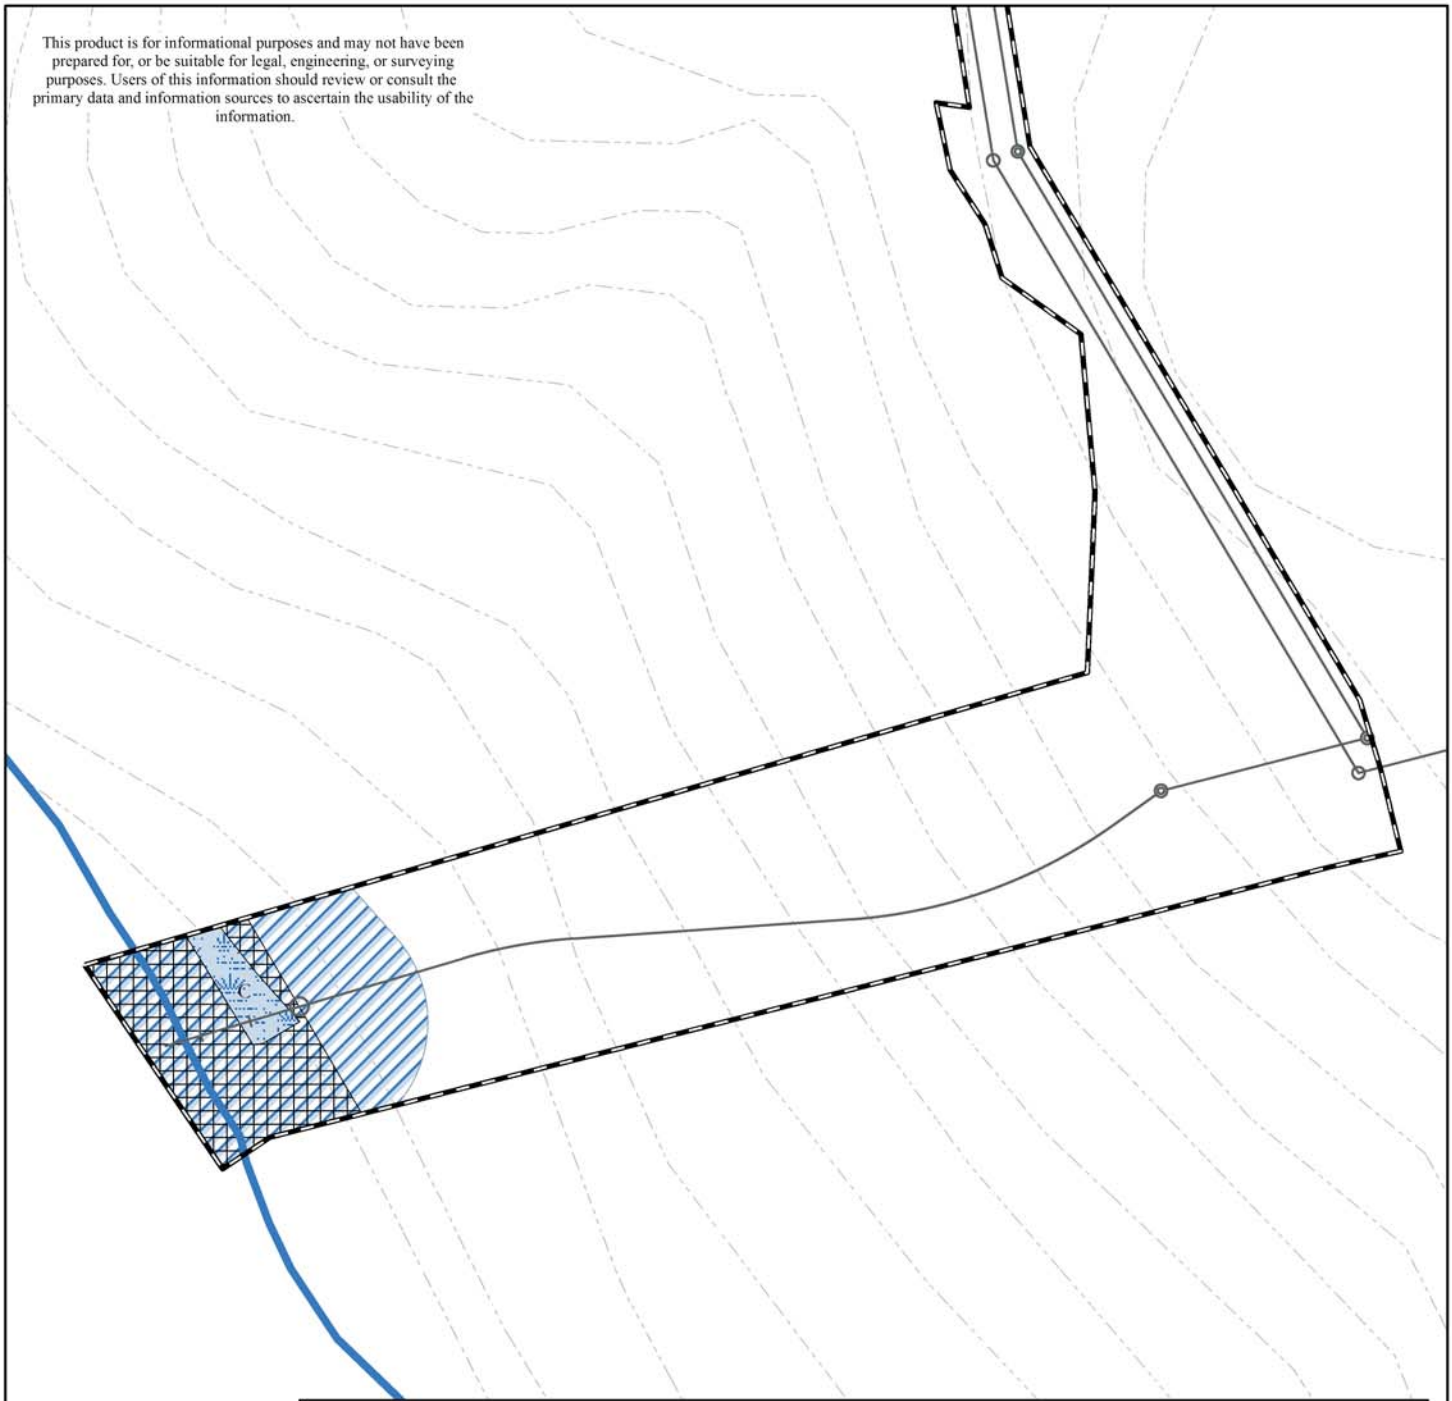 This product is for informational purposes and may not have been
prepared for, or be suitable for legal, engineering, or surveying
purposes. Users of this information should review or consult the
primary data and information sources to ascertain the usability of the
information.
C